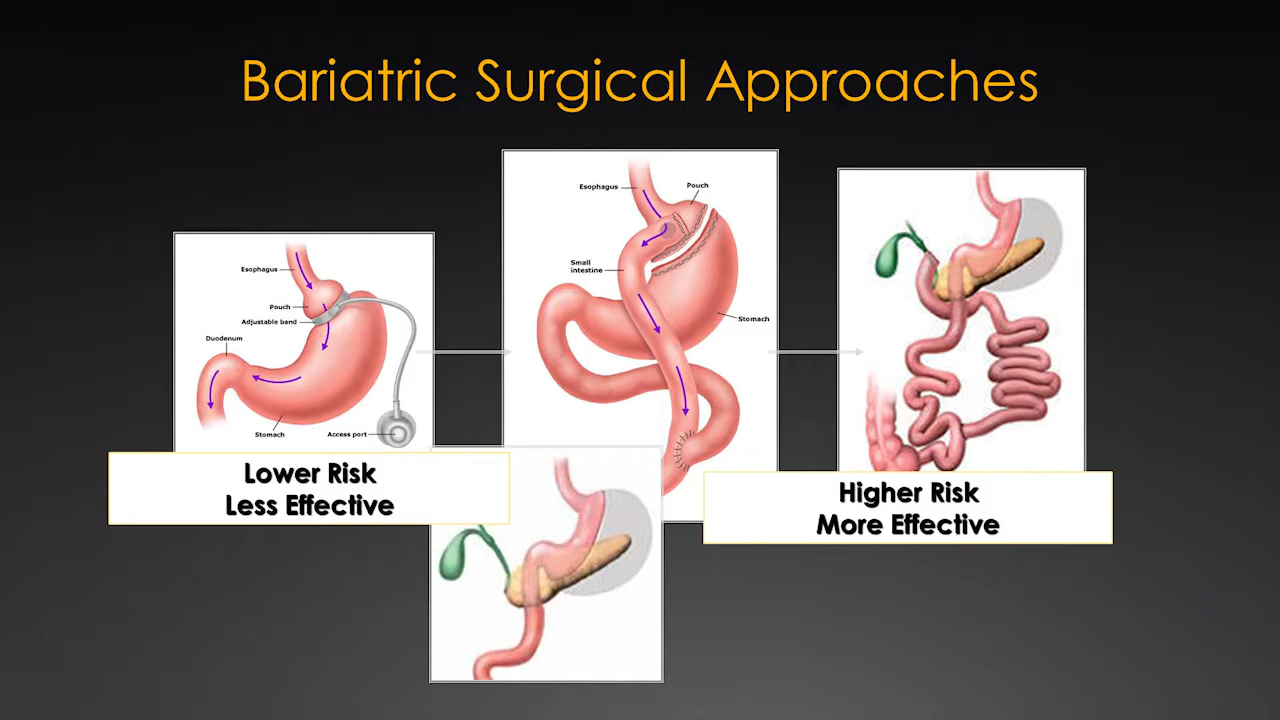 Bariatric Surgical Approaches
Esophagus
Pouch
Adjustable band
Duodenum
Stomach
Access port
Lower Risk
Less Effective
Esophagus
Pouch
Small
intestine
Stomach
Higher Risk
More Effective